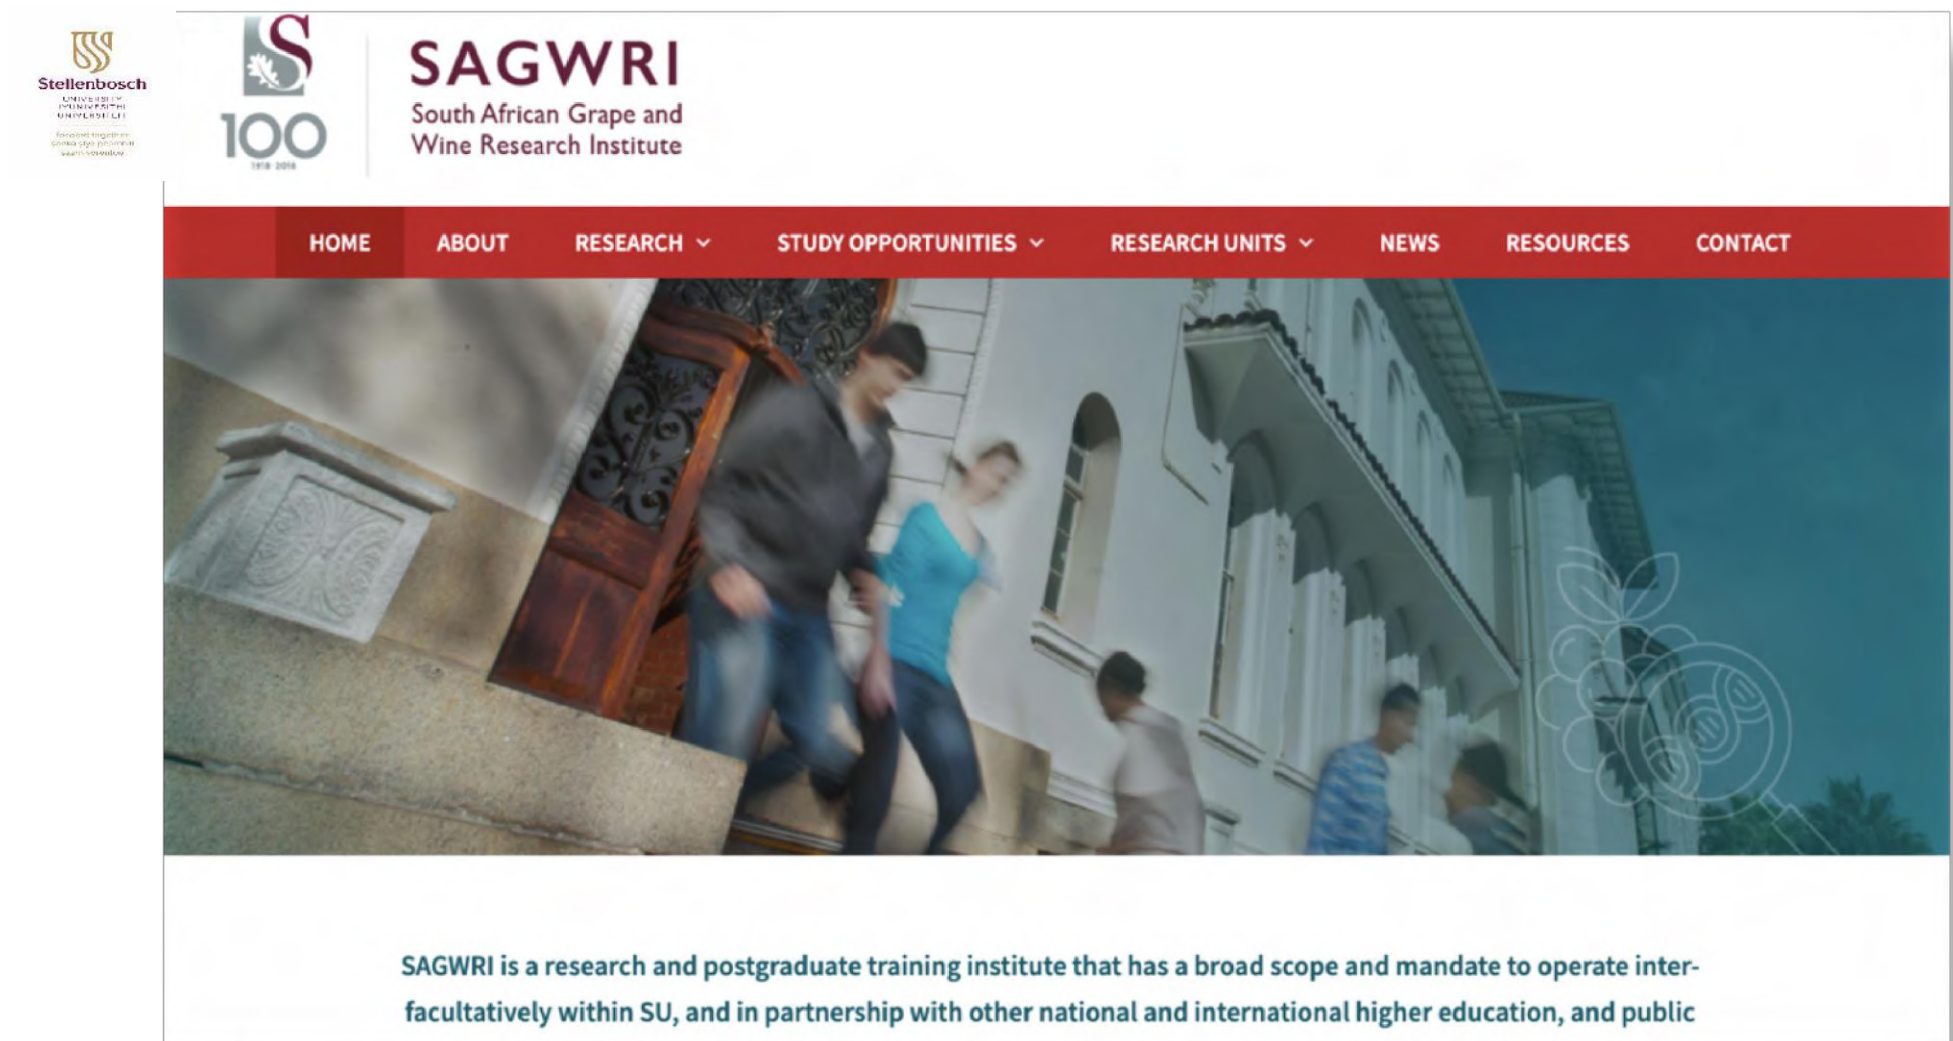 Stellenbosch
UNIVERSITY
IYUNIVESITHI
UNIVERSITEIT
100
1918·2018
SAGWRI
South African Grape and
Wine Research Institute
HOME ABOUT RESEARCH STUDY OPPORTUNITIES RESEARCH UNITS NEWS RESOURCES CONTACT
SAGWRI is a research and postgraduate training institute that has a broad scope and mandate to operate inter-
facultatively within SU, and in partnership with other national and international higher education, and public